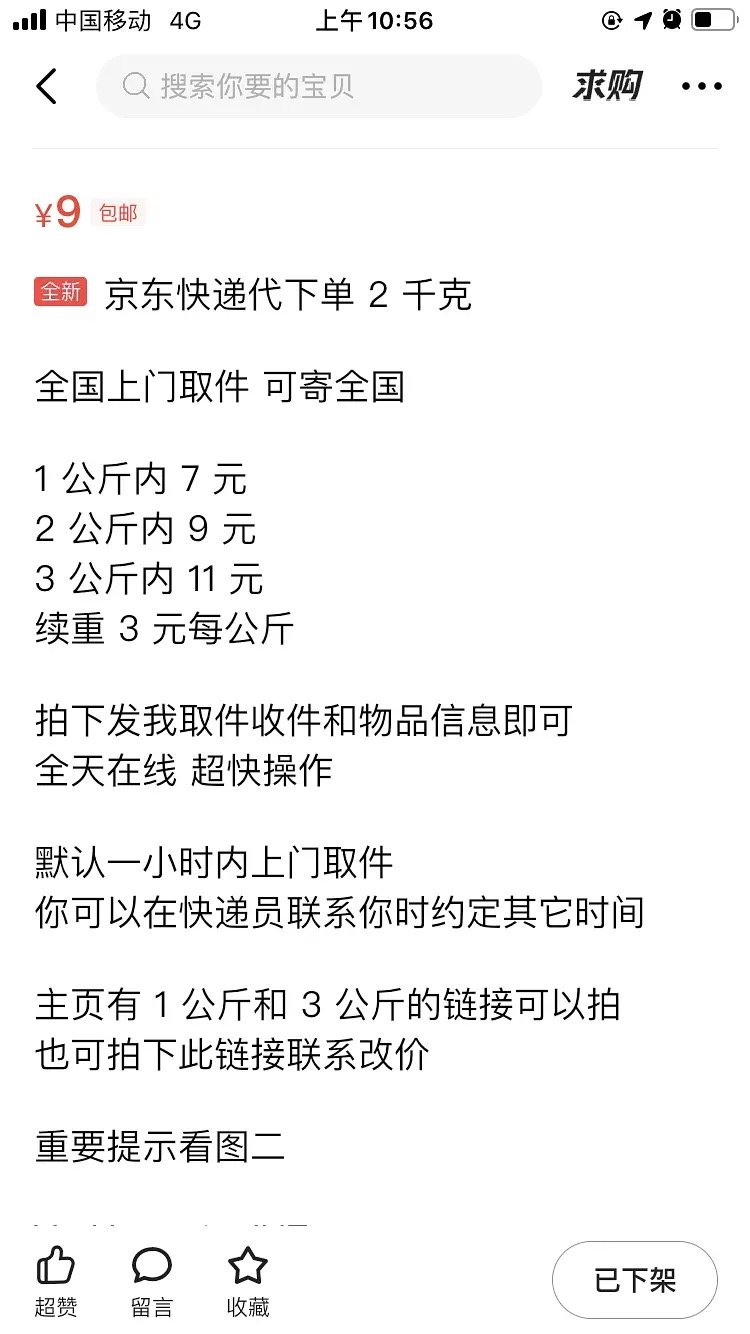 中国移动 4G 上午10:56
搜索你要的宝贝 求购
¥9 包邮
全新 京东快递代下单 2 千克
全国上门取件 可寄全国
1 公斤内 7 元
2 公斤内 9 元
3 公斤内 11 元
续重 3 元每公斤
拍下发我取件收件和物品信息即可
全天在线 超快操作
默认一小时内上门取件
你可以在快递员联系你时约定其它时间
主页有 1 公斤和 3 公斤的链接可以拍
也可拍下此链接联系改价
重要提示看图二
超赞 留言 收藏 已下架